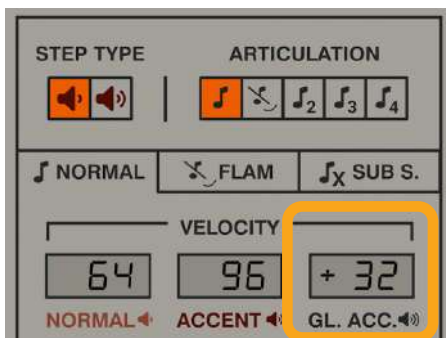 STEP TYPE ARTICULATION
2 3 4
NORMAL FLAM X SUB S.
VELOCITY
64 96 + 32
NORMAL ACCENT GL. ACC.